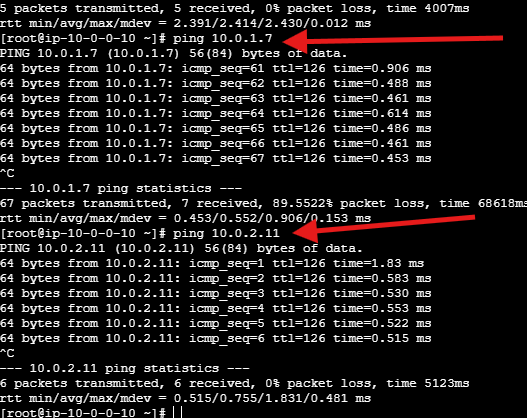 5 packets transmitted, 5 received, 0% packet loss, time 4007ms
rtt min/avg/max/mdev = 2.391/2.414/2.430/0.012 ms
[root@ip-10-0-0-10 ~]# ping 10.0.1.7
PING 10.0.1.7 (10.0.1.7) 56(84) bytes of data.
64 bytes from 10.0.1.7: icmp_seq=61 ttl=126 time=0.906 ms
64 bytes from 10.0.1.7: icmp_seq=62 ttl=126 time=0.488 ms
64 bytes from 10.0.1.7: icmp_seq=63 ttl=126 time=0.461 ms
64 bytes from 10.0.1.7: icmp_seq=64 ttl=126 time=0.614 ms
64 bytes from 10.0.1.7: icmp_seq=65 ttl=126 time=0.486 ms
64 bytes from 10.0.1.7: icmp_seq=66 ttl=126 time=0.461 ms
64 bytes from 10.0.1.7: icmp_seq=67 ttl=126 time=0.453 ms
^C
--- 10.0.1.7 ping statistics ---
67 packets transmitted, 7 received, 89.5522% packet loss, time 68618ms
rtt min/avg/max/mdev = 0.453/0.552/0.906/0.153 ms
[root@ip-10-0-0-10 ~]# ping 10.0.2.11
PING 10.0.2.11 (10.0.2.11) 56(84) bytes of data.
64 bytes from 10.0.2.11: icmp_seq=1 ttl=126 time=1.83 ms
64 bytes from 10.0.2.11: icmp_seq=2 ttl=126 time=0.583 ms
64 bytes from 10.0.2.11: icmp_seq=3 ttl=126 time=0.530 ms
64 bytes from 10.0.2.11: icmp_seq=4 ttl=126 time=0.553 ms
64 bytes from 10.0.2.11: icmp_seq=5 ttl=126 time=0.522 ms
64 bytes from 10.0.2.11: icmp_seq=6 ttl=126 time=0.515 ms
^C
--- 10.0.2.11 ping statistics ---
6 packets transmitted, 6 received, 0% packet loss, time 5123ms
rtt min/avg/max/mdev = 0.515/0.755/1.831/0.481 ms
[root@ip-10-0-0-10 ~]#